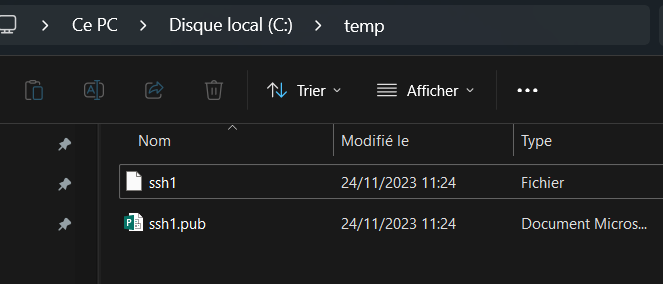 Ce PC > Disque local (C:) > temp
Trier Afficher
Nom Modifié le Type
ssh1 24/11/2023 11:24 Fichier
ssh1.pub 24/11/2023 11:24 Document Micros...